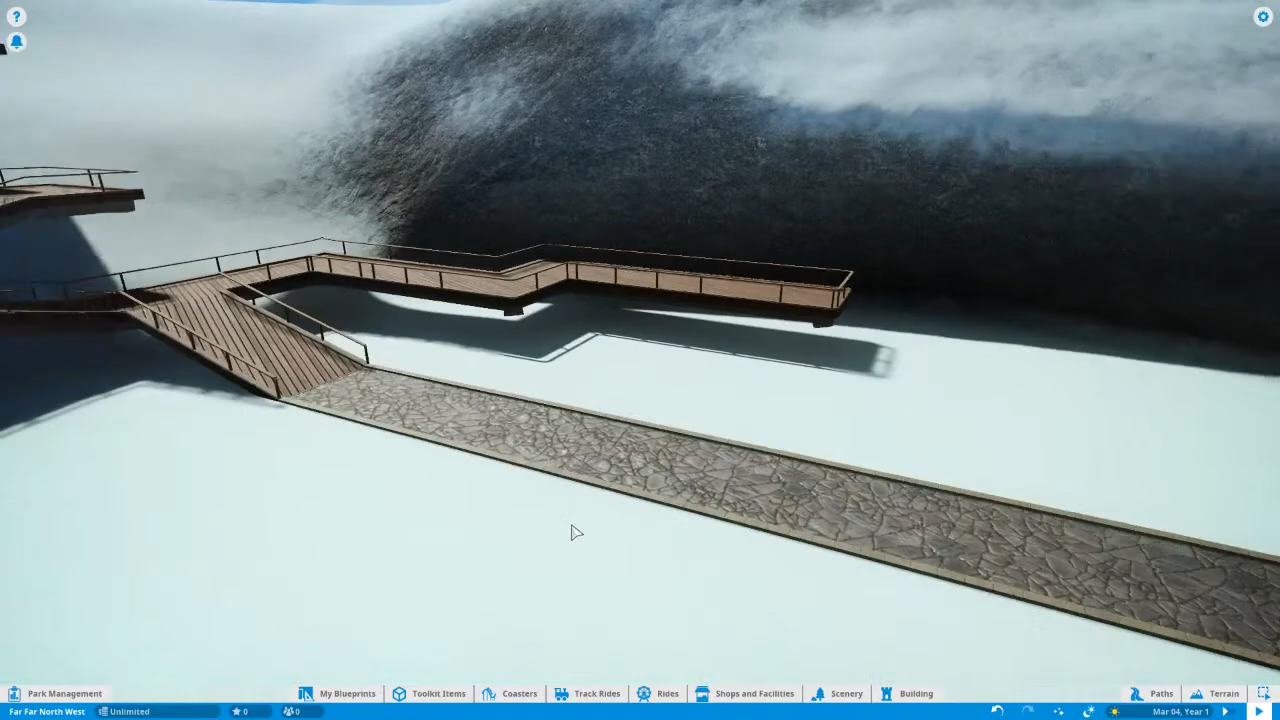 ?
Park Management
My Blueprints
Toolkit Items
Coasters
Track Rides
Rides
Shops and Facilities
Scenery
Building
Paths
Terrain
Far Far North West
Unlimited
0
0
Mar 04, Year 1